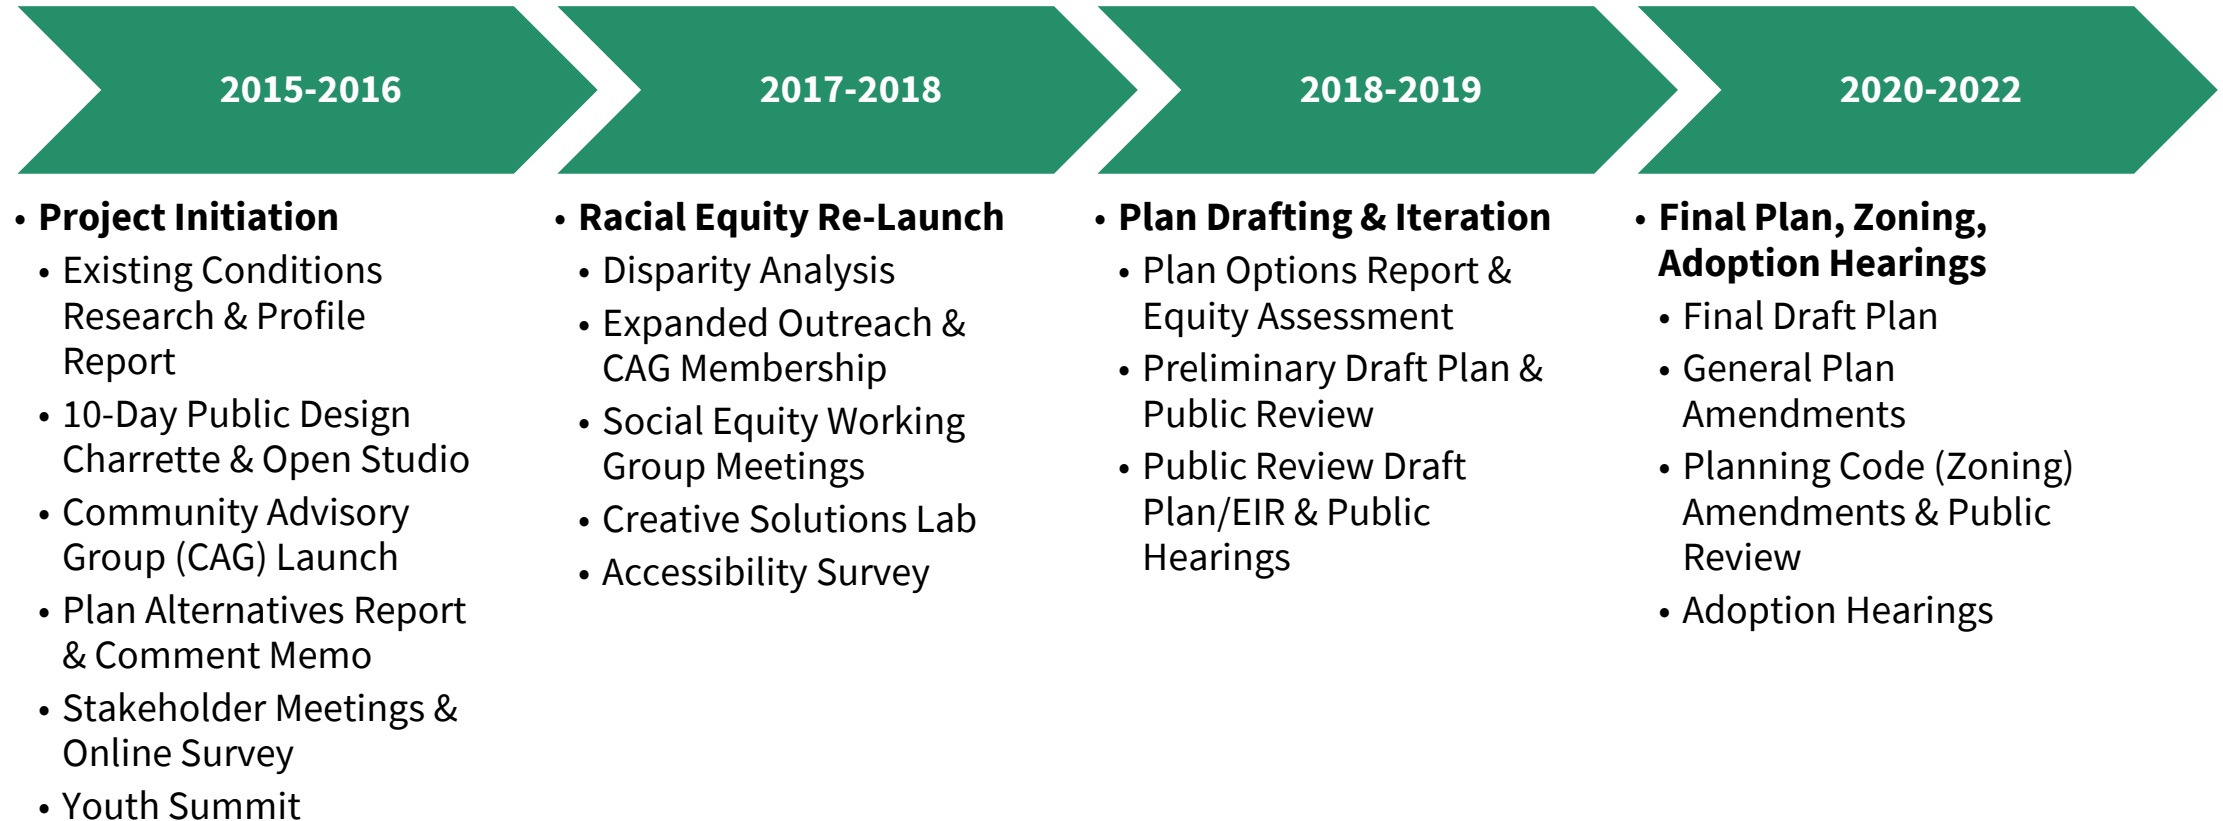 2015-2016
• Project Initiation
• Existing Conditions
Research & Profile
Report
• 10-Day Public Design
Charrette & Open Studio
• Community Advisory
Group (CAG) Launch
• Plan Alternatives Report
& Comment Memo
• Stakeholder Meetings &
Online Survey
• Youth Summit
2017-2018
• Racial Equity Re-Launch
• Disparity Analysis
• Expanded Outreach &
CAG Membership
• Social Equity Working
Group Meetings
• Creative Solutions Lab
• Accessibility Survey
2018-2019
• Plan Drafting & Iteration
• Plan Options Report &
Equity Assessment
• Preliminary Draft Plan &
Public Review
• Public Review Draft
Plan/EIR & Public
Hearings
2020-2022
• Final Plan, Zoning,
Adoption Hearings
• Final Draft Plan
• General Plan
Amendments
• Planning Code (Zoning)
Amendments & Public
Review
• Adoption Hearings